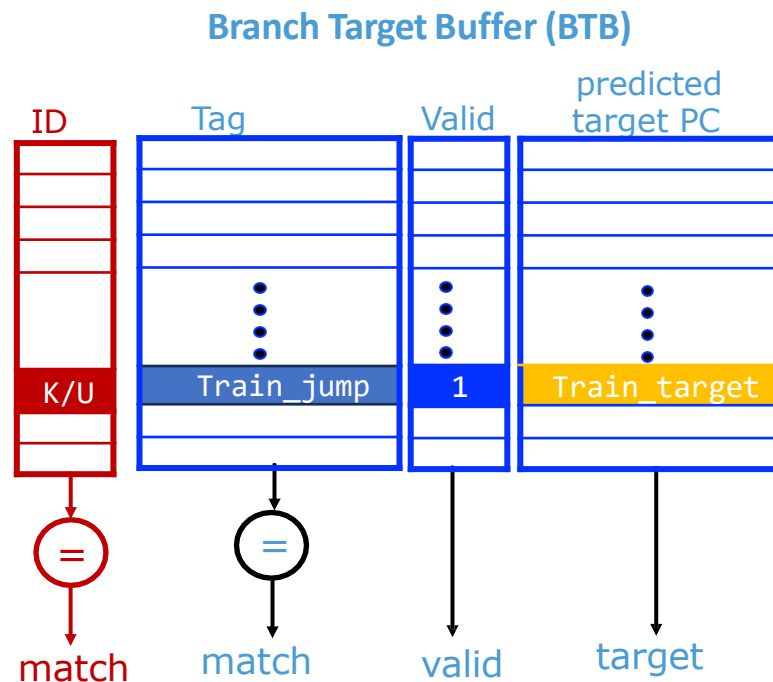 Branch Target Buffer (BTB)
ID
Tag
Valid
predicted
target PC
K/U
Train_jump
1
Train_target
=
=
match
match
valid
target